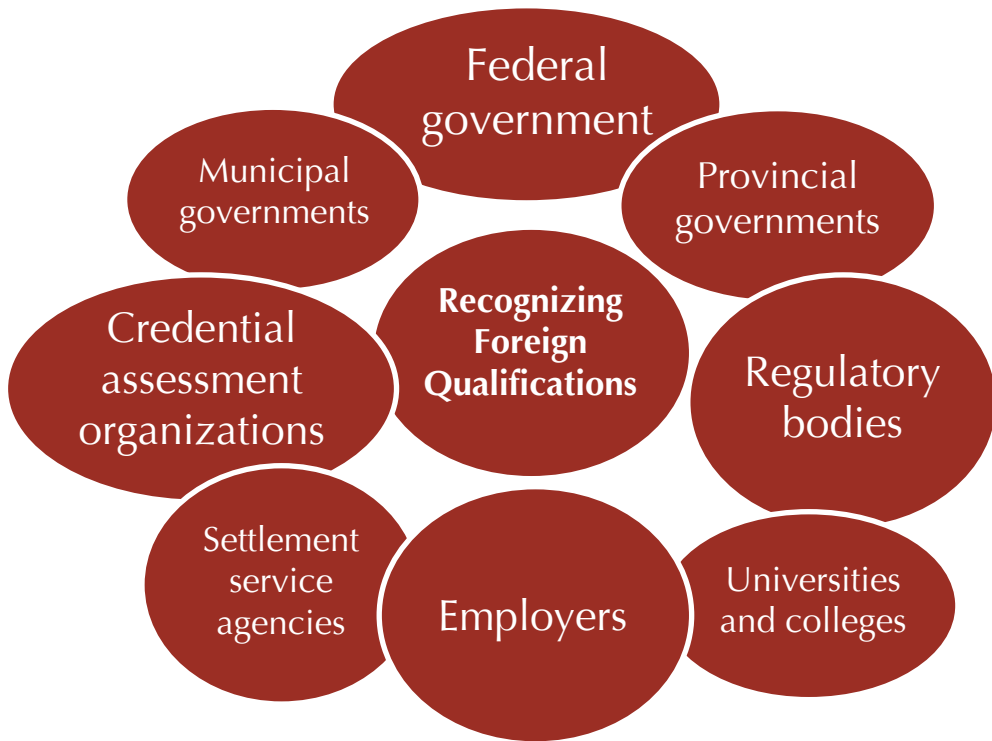 Federal
government
Municipal
governments
Provincial
governments
Recognizing
Foreign
Qualifications
Credential
assessment
organizations
Regulatory
bodies
Settlement
service
agencies
Employers
Universities
and colleges